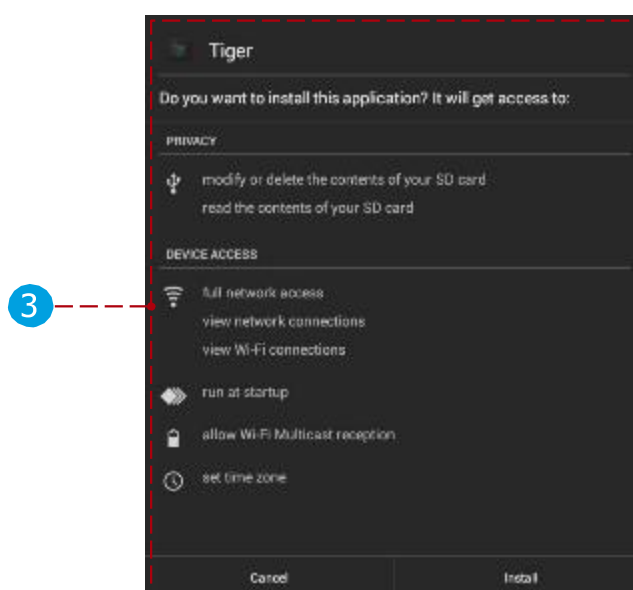 Tiger
Do you want to install this application? It will get access to:
PRIVACY
modify or delete the contents of your SD card
read the contents of your SD card
DEVICE ACCESS
3
full network access
view network connections
view Wi-Fi connections
run at startup
allow Wi-Fi Multicast reception
set time zone
Cancel
Install